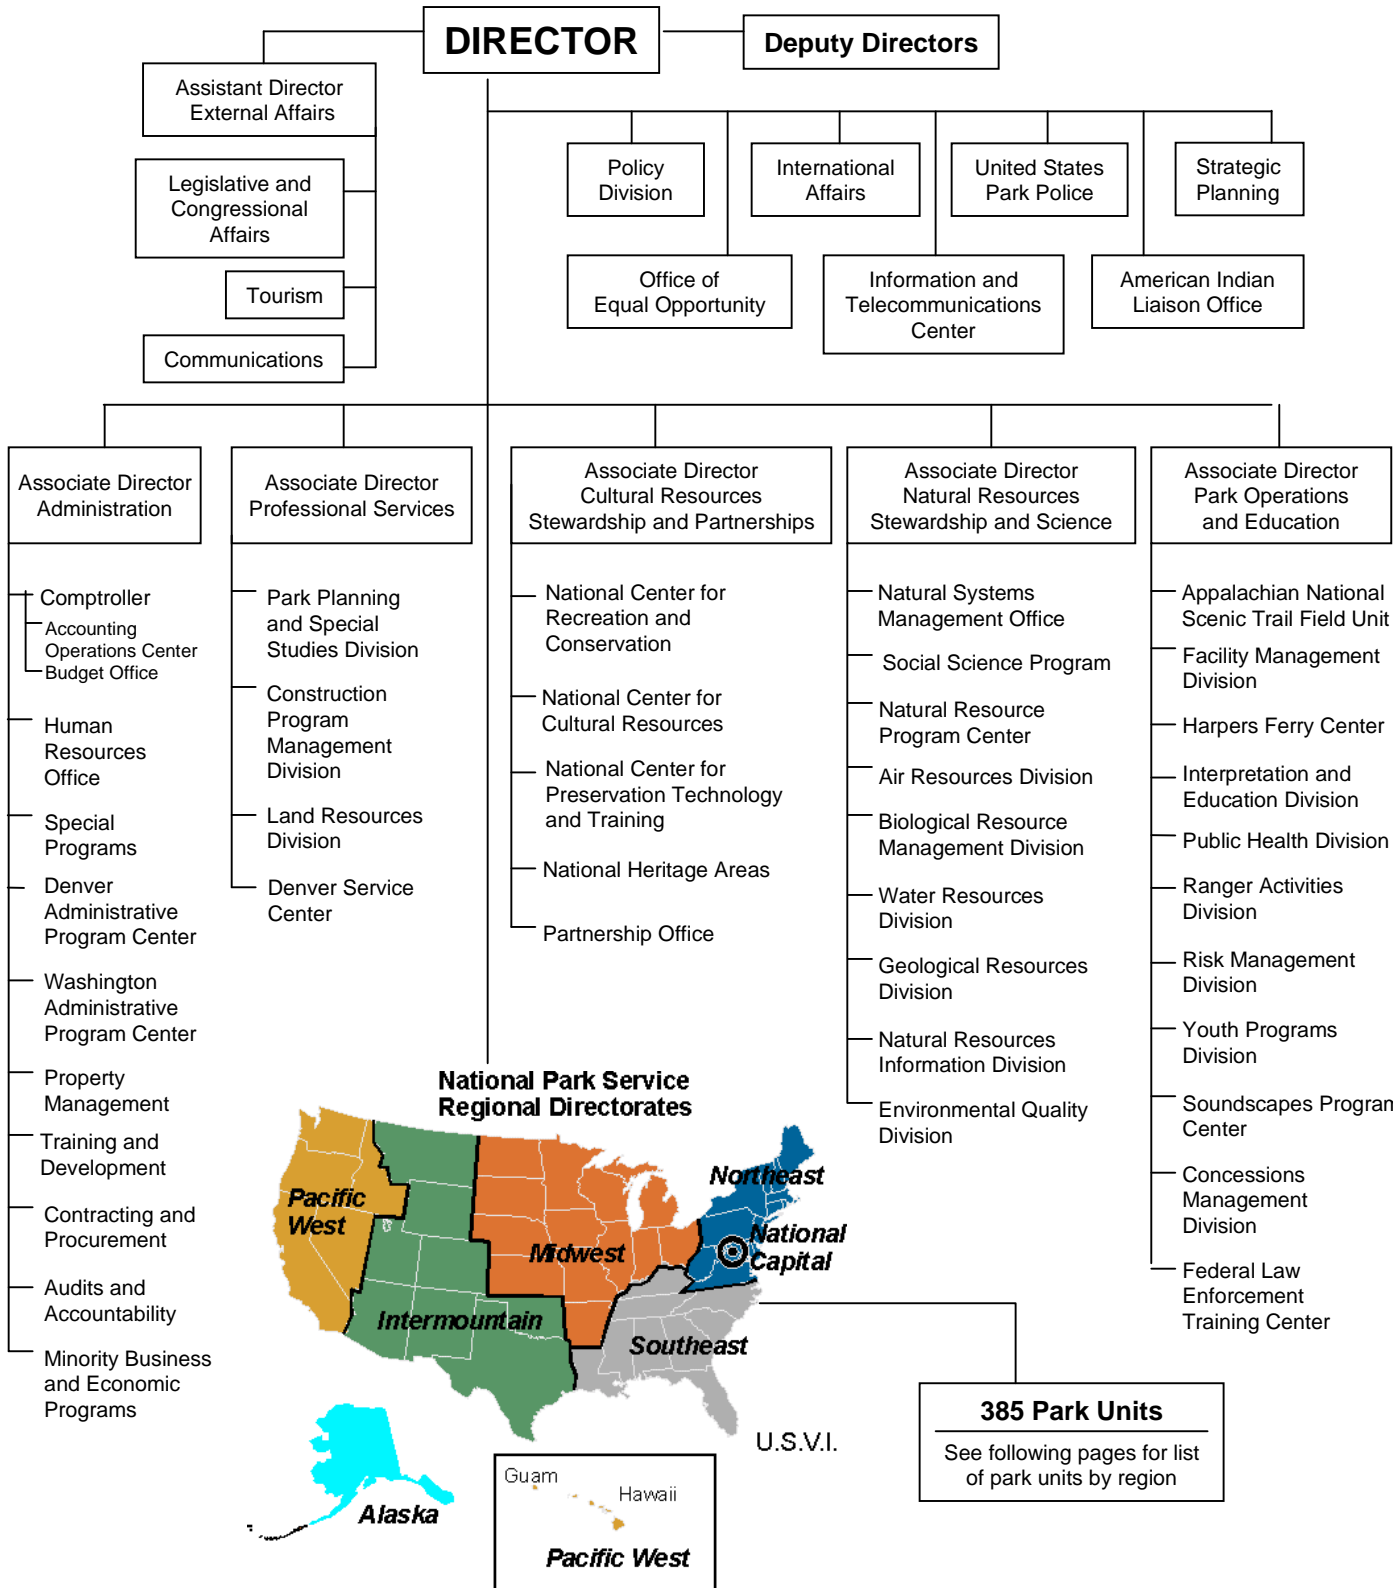 DIRECTOR
Deputy Directors
Assistant Director
External Affairs
Legislative and
Congressional
Affairs
Tourism
Communications
Policy
Division
International
Affairs
United States
Park Police
Strategic
Planning
Office of
Equal Opportunity
Information and
Telecommunications
Center
American Indian
Liaison Office
Associate Director
Administration
Comptroller
Accounting
Operations Center
Budget Office
Human
Resources
Office
Special
Programs
Denver
Administrative
Program Center
Washington
Administrative
Program Center
Property
Management
Training and
Development
Contracting and
Procurement
Audits and
Accountability
Minority Business
and Economic
Programs
Associate Director
Professional Services
Park Planning
and Special
Studies Division
Construction
Program
Management
Division
Land Resources
Division
Denver Service
Center
Associate Director
Cultural Resources
Stewardship and Partnerships
National Center for
Recreation and
Conservation
National Center for
Cultural Resources
National Center for
Preservation Technology
and Training
National Heritage Areas
Partnership Office
Associate Director
Natural Resources
Stewardship and Science
Natural Systems
Management Office
Social Science Program
Natural Resource
Program Center
Air Resources Division
Biological Resource
Management Division
Water Resources
Division
Geological Resources
Division
Natural Resources
Information Division
Environmental Quality
Division
Associate Director
Park Operations
and Education
Appalachian National
Scenic Trail Field Unit
Facility Management
Division
Harpers Ferry Center
Interpretation and
Education Division
Public Health Division
Ranger Activities
Division
Risk Management
Division
Youth Programs
Division
Soundscapes Program
Center
Concessions
Management
Division
Federal Law
Enforcement
Training Center
National Park Service
Regional Directorates
Pacific
West
Midwest
Northeast
National
Capital
Intermountain
Southeast
U.S.V.I.
Alaska
Guam
Hawaii
Pacific West
385 Park Units
See following pages for list
of park units by region